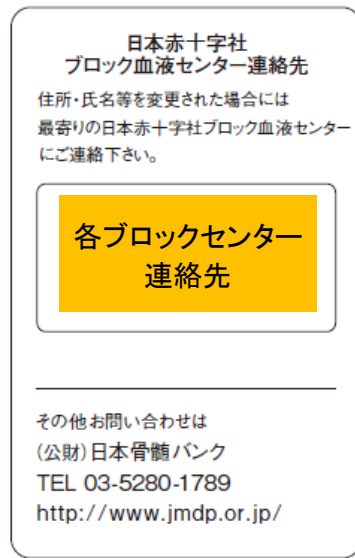 日本赤十字社
ブロック血液センター連絡先
住所・氏名等を変更された場合には
最寄りの日本赤十字社ブロック血液センター
にご連絡下さい。
各ブロックセンター
連絡先
その他お問い合わせは
(公財)日本骨髄バンク
TEL 03-5280-1789
http://www.jmdp.or.jp/